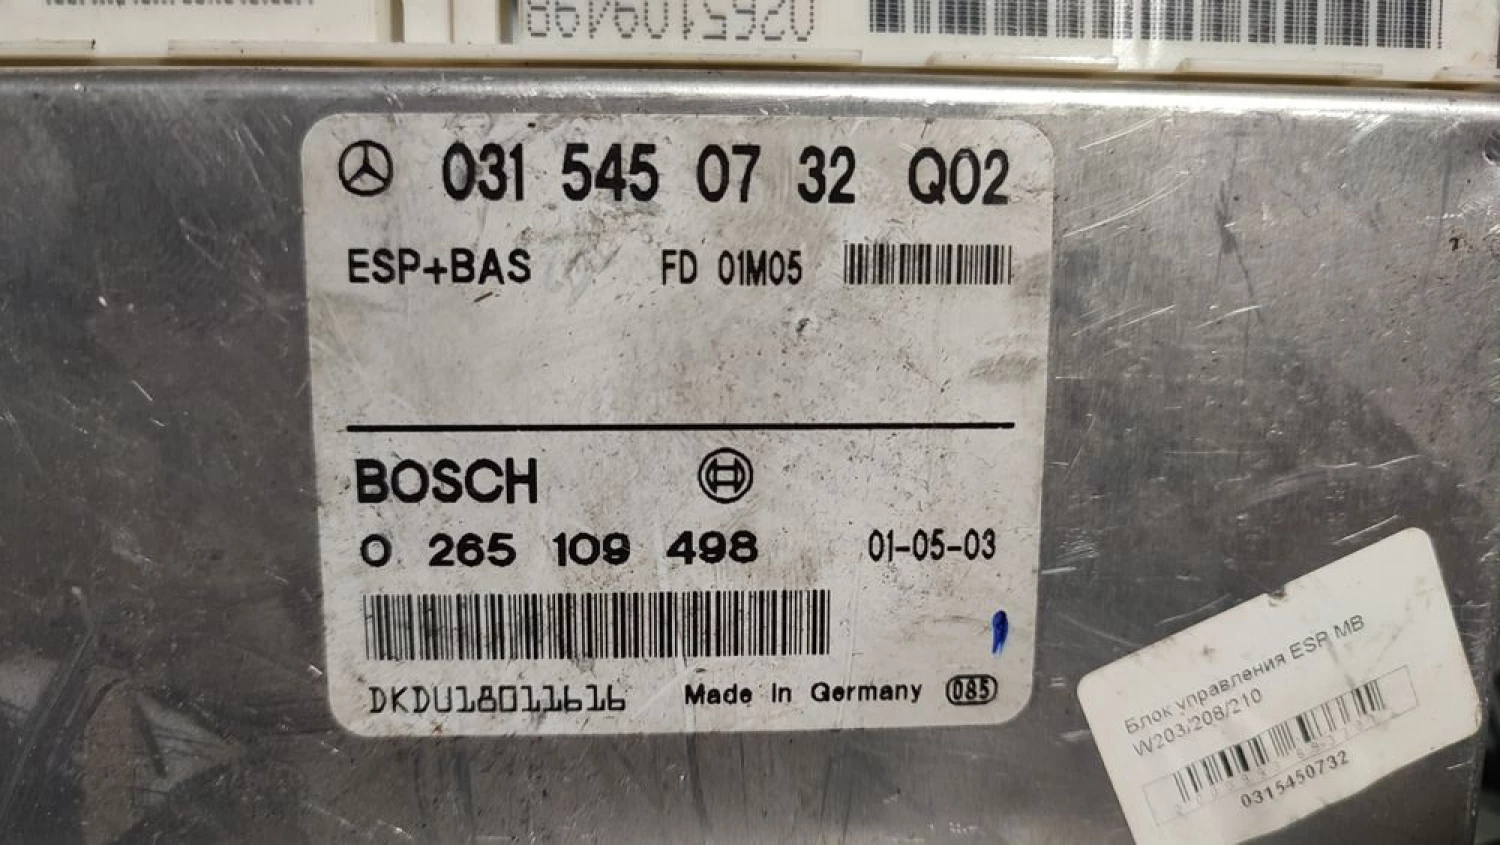 0265109498
031 545 07 32 Q02
ESP+BAS FD 01M05
BOSCH
0 265 109 498 01-05-03
DKDU18011616 Made In Germany 085
Блок управления ESP MB
W203/208/210
0315450732